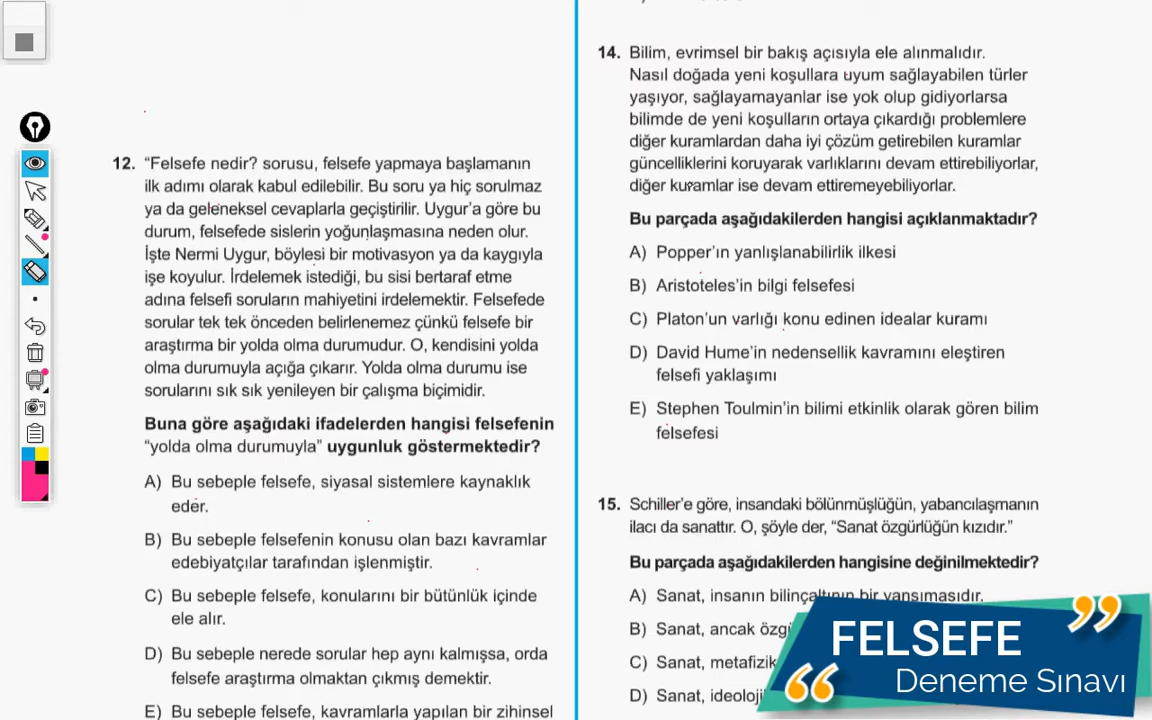 12. “Felsefe nedir? sorusu, felsefe yapmaya başlamanın
ilk adımı olarak kabul edilebilir. Bu soru ya hiç sorulmaz
ya da geleneksel cevaplarla geçiştirilir. Uygur’a göre bu
durum, felsefede sislerin yoğunlaşmasına neden olur.
İşte Nermi Uygur, böylesi bir motivasyon ya da kaygıyla
işe koyulur. İrdelemek istediği, bu sisi bertaraf etme
adına felsefi soruların mahiyetini irdelemektir. Felsefede
sorular tek tek önceden belirlenemez çünkü felsefe bir
araştırma bir yolda olma durumudur. O, kendisini yolda
olma durumuyla açığa çıkarır. Yolda olma durumu ise
sorularını sık sık yenileyen bir çalışma biçimidir.
Buna göre aşağıdaki ifadelerden hangisi felsefenin
“yolda olma durumuyla” uygunluk göstermektedir?
A) Bu sebeple felsefe, siyasal sistemlere kaynaklık
eder.
B) Bu sebeple felsefenin konusu olan bazı kavramlar
edebiyatçılar tarafından işlenmiştir.
C) Bu sebeple felsefe, konularını bir bütünlük içinde
ele alır.
D) Bu sebeple nerede sorular hep aynı kalmışsa, orda
felsefe araştırma olmaktan çıkmış demektir.
E) Bu sebeple felsefe, kavramlarla yapılan bir zihinsel
14. Bilim, evrimsel bir bakış açısıyla ele alınmalıdır.
Nasıl doğada yeni koşullara uyum sağlayabilen türler
yaşıyor, sağlayamayanlar ise yok olup gidiyorlarsa
bilimde de yeni koşulların ortaya çıkardığı problemlere
diğer kuramlardan daha iyi çözüm getirebilen kuramlar
güncelliklerini koruyarak varlıklarını devam ettirebiliyorlar,
diğer kuramlar ise devam ettiremeyebiliyorlar.
Bu parçada aşağıdakilerden hangisi açıklanmaktadır?
A) Popper’ın yanlışlanabilirlik ilkesi
B) Aristoteles’in bilgi felsefesi
C) Platon’un varlığı konu edinen idealar kuramı
D) David Hume’in nedensellik kavramını eleştiren
felsefi yaklaşımı
E) Stephen Toulmin’in bilimi etkinlik olarak gören bilim
felsefesi
15. Schiller’e göre, insandaki bölünmüşlüğün, yabancılaşmanın
ilacı da sanattır. O, şöyle der, “Sanat özgürlüğün kızıdır.”
Bu parçada aşağıdakilerden hangisine değinilmektedir?
A) Sanat, insanın bilinçaltının bir yansımasıdır.
B) Sanat, ancak
C) Sanat,
D) Sanat,
FELSEFE
Deneme Sınavı